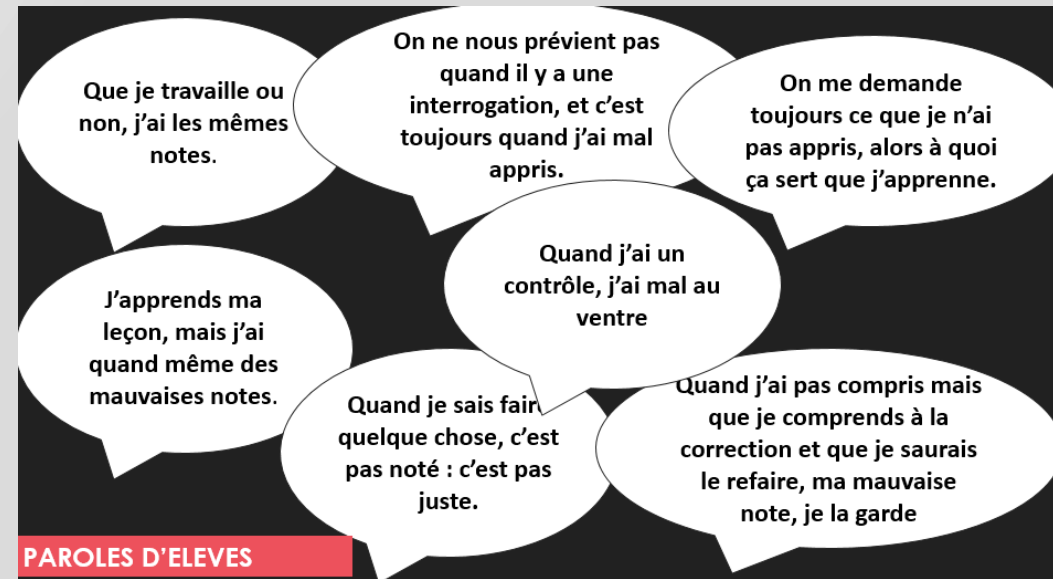 Que je travaille ou
non, j'ai les mêmes
notes.
On ne nous prévient pas
quand il y a une
interrogation, et c'est
toujours quand j'ai mal
appris.
On me demande
toujours ce que je n'ai
pas appris, alors à quoi
ça sert que j'apprenne.
Quand j'ai un
contrôle, j'ai mal au
ventre
J'apprends ma
leçon, mais j'ai
quand même des
mauvaises notes.
Quand je sais fair
quelque chose, c'est
pas noté : c'est pas
juste.
Quand j'ai pas compris mais
que je comprends à la
correction et que je saurais
le refaire, ma mauvaise
note, je la garde
PAROLES D'ELEVES